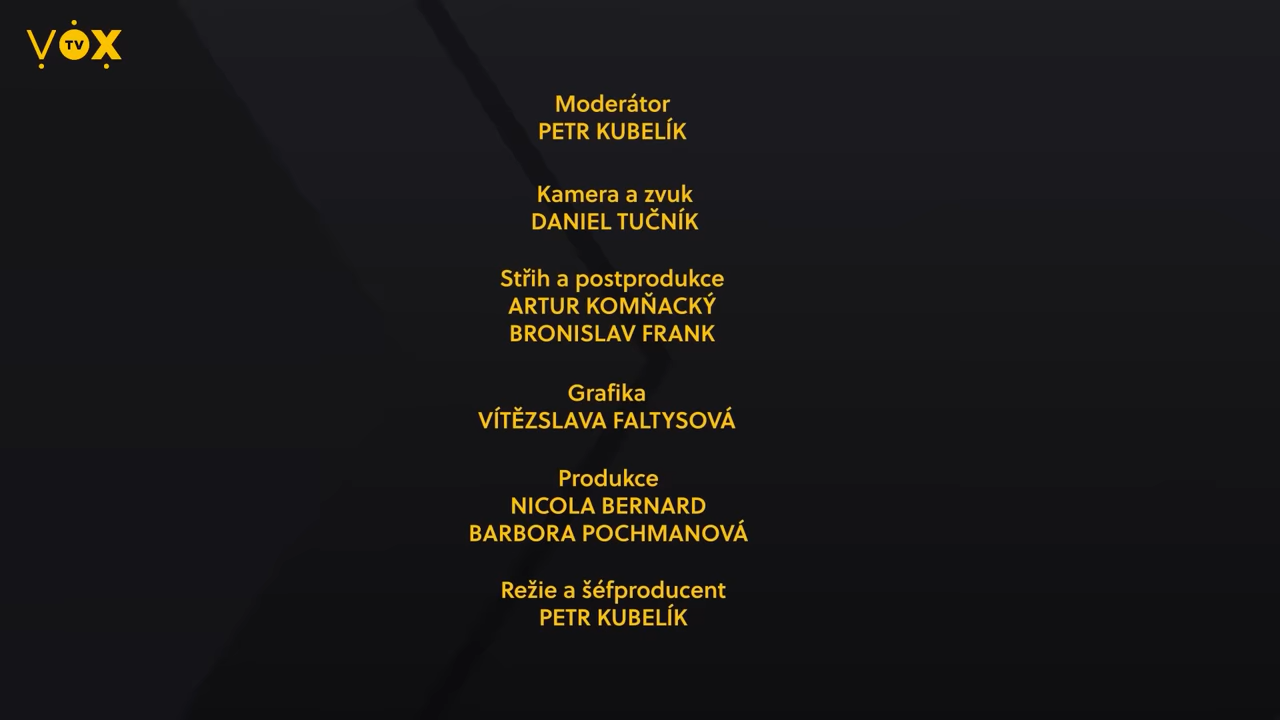 VOX
TV
Moderátor
PETR KUBELÍK
Kamera a zvuk
DANIEL TUČNÍK
Střih a postprodukce
ARTUR KOMŇACKÝ
BRONISLAV FRANK
Grafika
VÍTĚZSLAVA FALTYSOVÁ
Produkce
NICOLA BERNARD
BARBORA POCHMANOVÁ
Režie a šéfproducent
PETR KUBELÍK